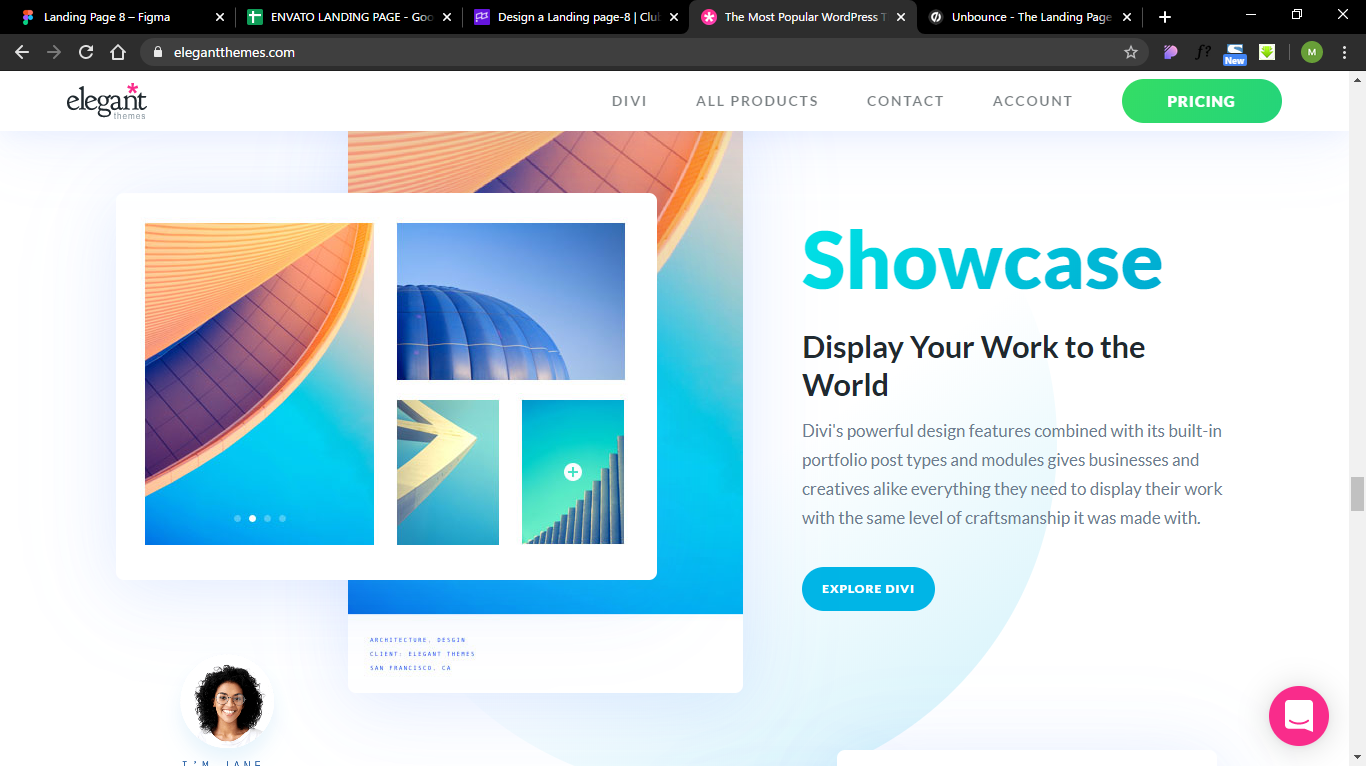 Landing Page 8 – Figma
ENVATO LANDING PAGE - Goo
Design a Landing page-8 | Clu
The Most Popular WordPress T
Unbounce - The Landing Page
elegantthemes.com
f?
New
M
elegant
themes
DIVI
ALL PRODUCTS
CONTACT
ACCOUNT
PRICING
Showcase
Display Your Work to the
World
Divi's powerful design features combined with its built-in
portfolio post types and modules gives businesses and
creatives alike everything they need to display their work
with the same level of craftsmanship it was made with.
EXPLORE DIVI
ARCHITECTURE, DESGIN
CLIENT: ELEGANT THEMES
SAN FRANCISCO, CA
I'M JANE